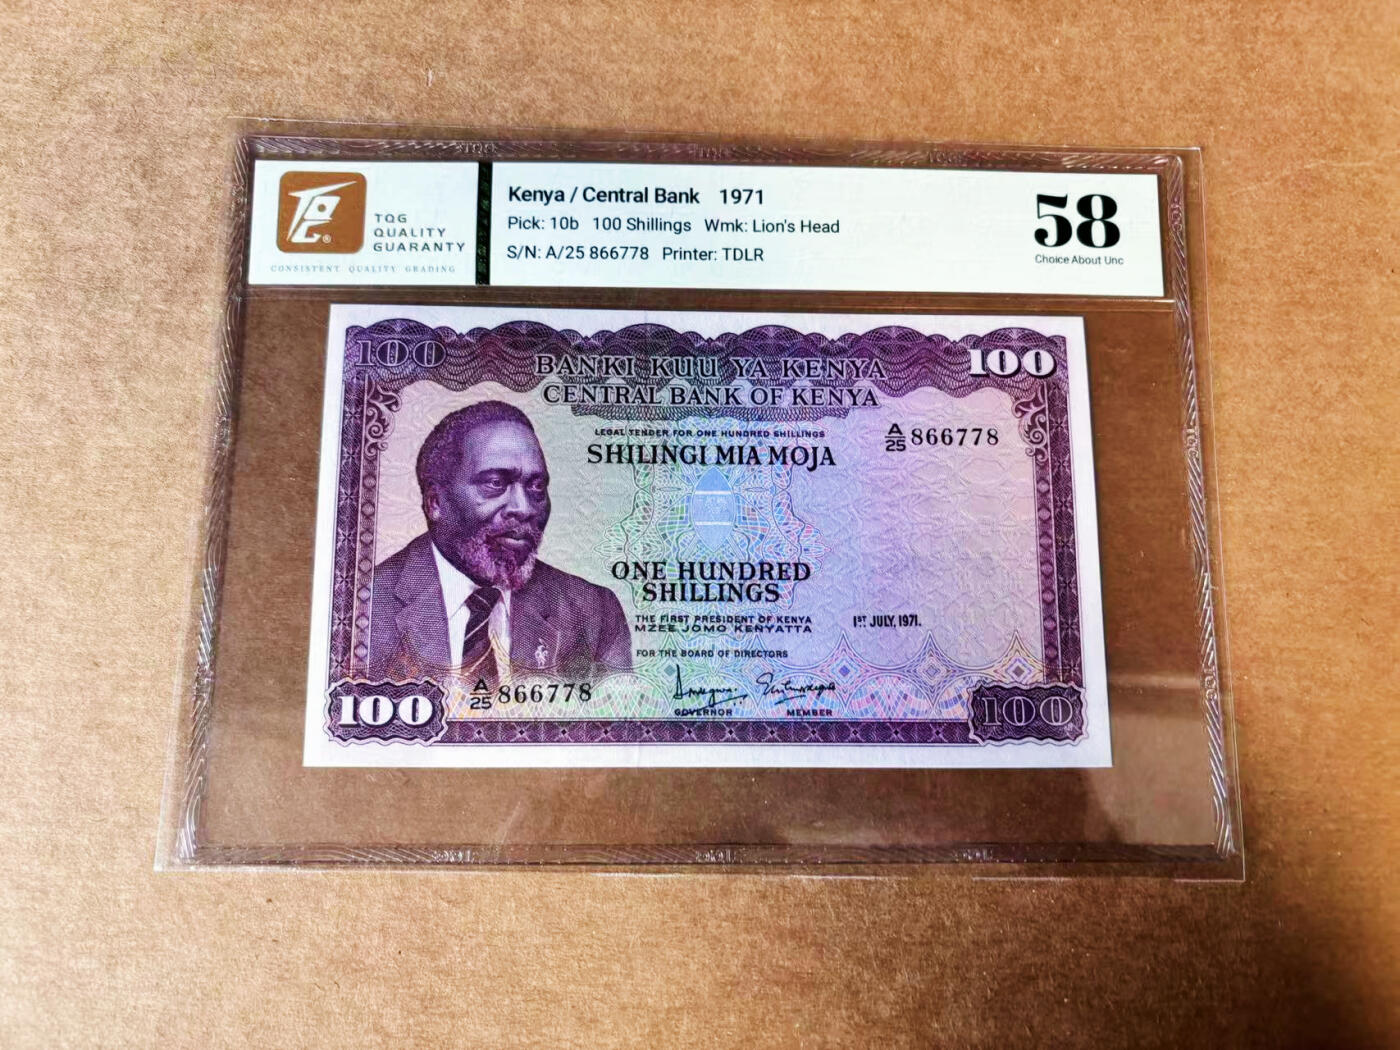 TQG
QUALITY
GUARANTY
CONSISTENT QUALITY GRADING
Kenya / Central Bank 1971
Pick: 10b 100 Shillings Wmk: Lion's Head
S/N: A/25 866778 Printer: TDLR
58
Choice About Unc
100
BANKI KUU YA KENYA
100
CENTRAL BANK OF KENYA
LEGAL TENDER FOR ONE HUNDRED SHILLINGS
A/25 866778
SHILINGI MIA MOJA
ONE HUNDRED
SHILLINGS
THE FIRST PRESIDENT OF KENYA
MZEE JOMO KENYATTA
1ST JULY, 1971.
FOR THE BOARD OF DIRECTORS
A/25 866778
GOVERNOR MEMBER
100
100